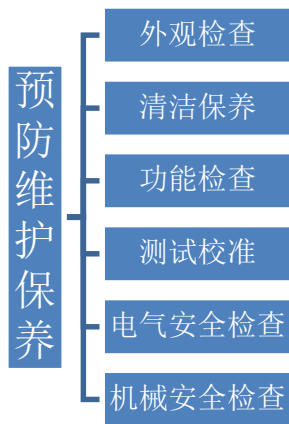 预防维护保养
外观检查
清洁保养
功能检查
测试校准
电气安全检查
机械安全检查